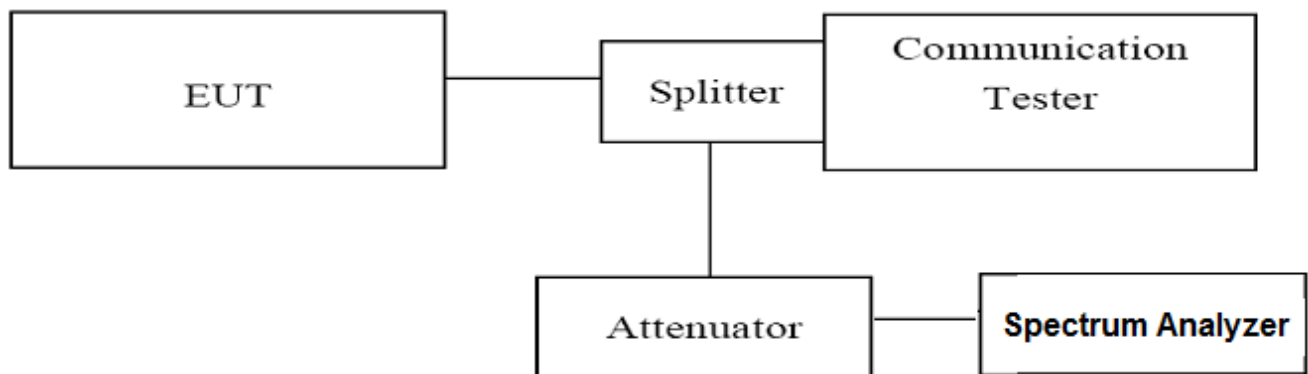 EUT
Splitter
Communication
Tester
Attenuator
Spectrum Analyzer